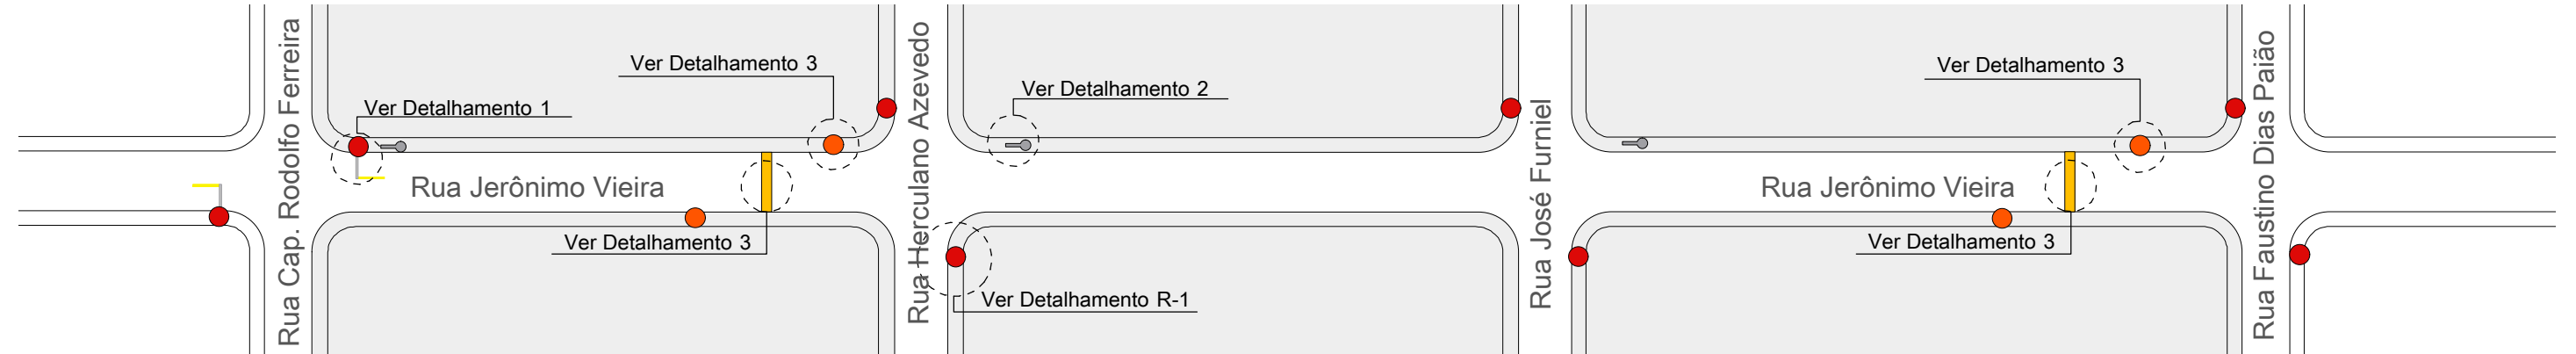 Rua Cap. Rodolfo Ferreira
Ver Detalhamento 1
Ver Detalhamento 3
Rua Jerônimo Vieira
Ver Detalhamento 3
Rua Herculano Azevedo
Ver Detalhamento 2
Ver Detalhamento R-1
Rua José Furniel
Ver Detalhamento 3
Rua Jerônimo Vieira
Ver Detalhamento 3
Rua Faustino Dias Paião